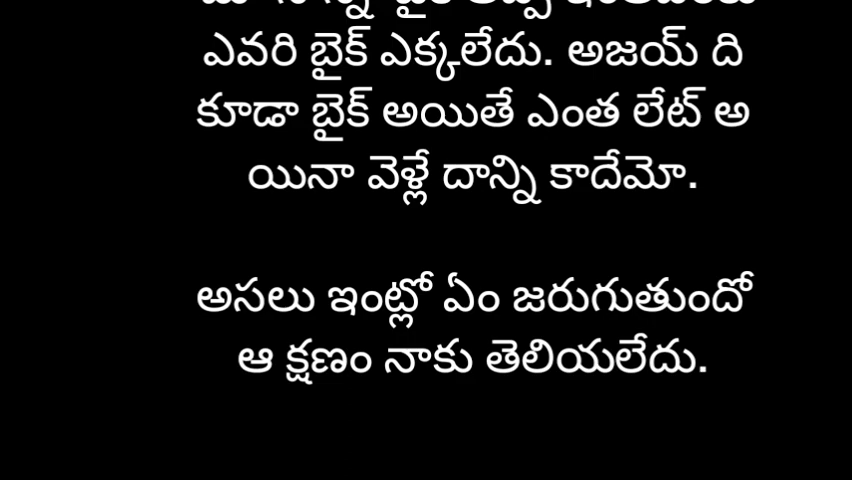 ఎవరి బైక్ ఎక్కలేదు. అజయ్ ది
కూడా బైక్ అయితే ఎంత లేట్ అ
యినా వెళ్లే దాన్ని కాదేమో.
అసలు ఇంట్లో ఏం జరుగుతుందో
ఆ క్షణం నాకు తెలియలేదు.